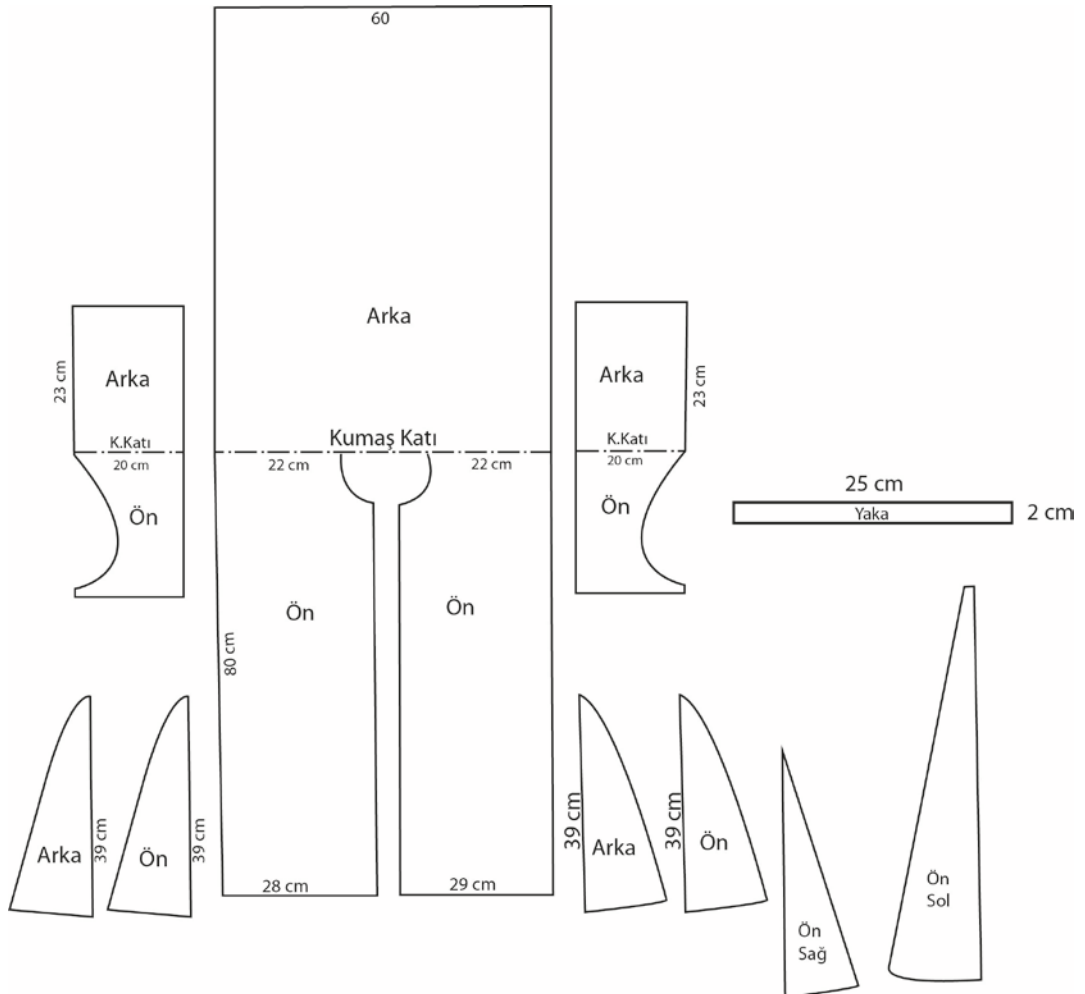 60
Arka
Arka
23 cm
K.Katı
20 cm
Ön
Kumaş Katı
22 cm
22 cm
Arka
23 cm
K.Katı
20 cm
Ön
25 cm
Yaka
2 cm
Ön
Ön
80 cm
28 cm
29 cm
Arka
39 cm
Ön
39 cm
39 cm
Arka
39 cm
Ön
Ön
Sağ
Ön
Sol